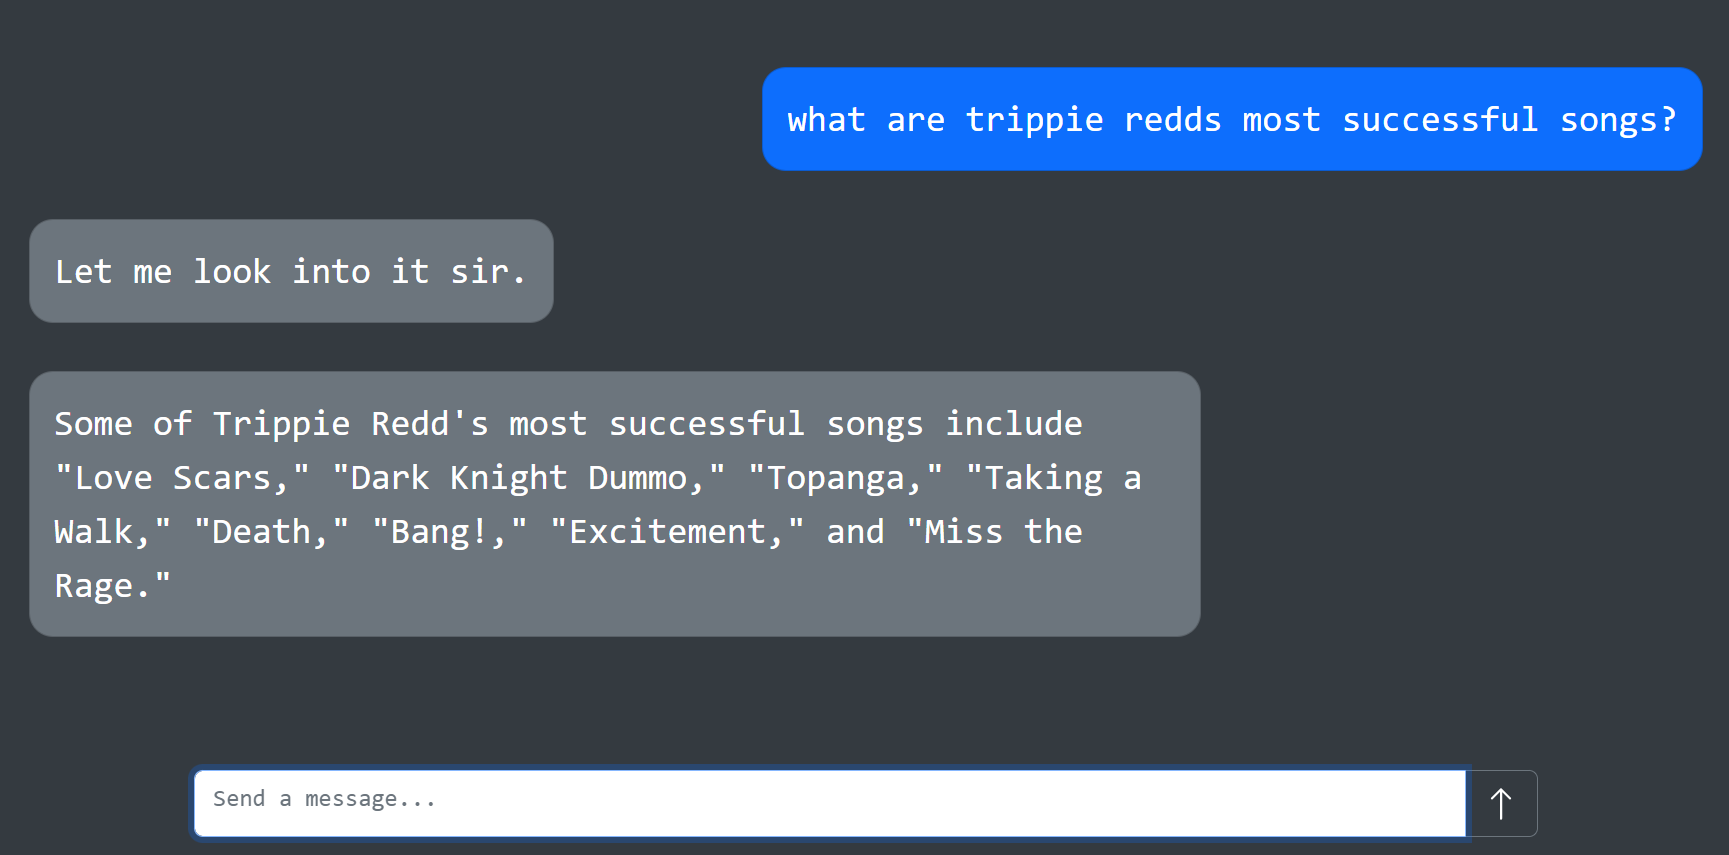 what are trippie redds most successful songs?
Let me look into it sir.
Some of Trippie Redd's most successful songs include
"Love Scars," "Dark Knight Dummo," "Topanga," "Taking a
Walk," "Death," "Bang!," "Excitement," and "Miss the
Rage."
Send a message...